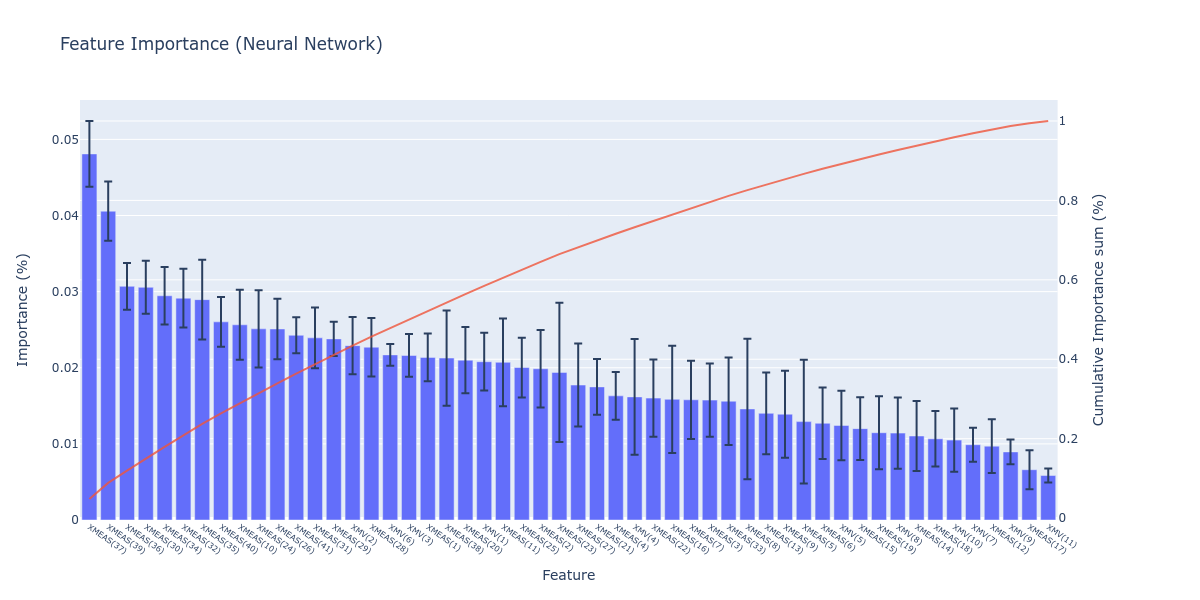 Feature Importance (Neural Network)
Importance (%)
0.05
0.04
0.03
0.02
0.01
0
1
0.8
0.6
0.4
0.2
0
Cumulative Importance sum (%)
XMEAS(37)
XMEAS(39)
XMEAS(36)
XMEAS(30)
XMEAS(34)
XMEAS(32)
XMEAS(35)
XMEAS(40)
XMEAS(10)
XMEAS(24)
XMEAS(26)
XMEAS(41)
XMEAS(31)
XMEAS(29)
XMV(2)
XMEAS(28)
XMV(6)
XMV(3)
XMEAS(1)
XMEAS(38)
XMEAS(20)
XMV(1)
XMEAS(11)
XMEAS(25)
XMEAS(2)
XMEAS(23)
XMEAS(27)
XMEAS(21)
XMEAS(4)
XMV(4)
XMEAS(22)
XMEAS(16)
XMEAS(7)
XMEAS(3)
XMEAS(33)
XMEAS(8)
XMEAS(13)
XMEAS(9)
XMEAS(5)
XMEAS(6)
XMV(5)
XMEAS(15)
XMEAS(19)
XMV(8)
XMEAS(14)
XMEAS(18)
XMV(10)
XMV(7)
XMEAS(12)
XMV(9)
XMEAS(17)
XMV(11)
Feature